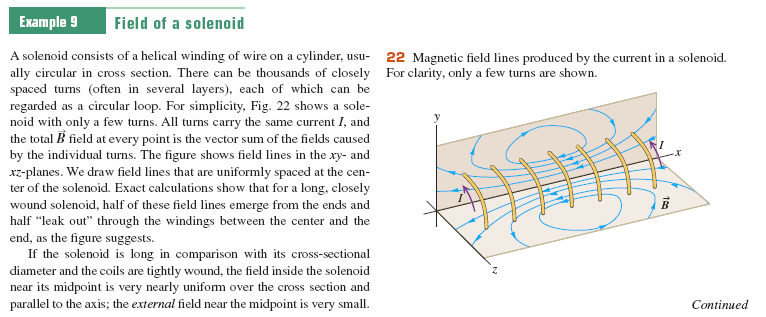 Example 9 Field of a solenoid
A solenoid consists of a helical winding of wire on a cylinder, usu-
ally circular in cross section. There can be thousands of closely
spaced turns (often in several layers), each of which can be
regarded as a circular loop. For simplicity, Fig. 22 shows a sole-
noid with only a few turns. All turns carry the same current I, and
the total B⃗ field at every point is the vector sum of the fields caused
by the individual turns. The figure shows field lines in the xy- and
xz-planes. We draw field lines that are uniformly spaced at the cen-
ter of the solenoid. Exact calculations show that for a long, closely
wound solenoid, half of these field lines emerge from the ends and
half “leak out” through the windings between the center and the
end, as the figure suggests.
If the solenoid is long in comparison with its cross-sectional
diameter and the coils are tightly wound, the field inside the solenoid
near its midpoint is very nearly uniform over the cross section and
parallel to the axis; the external field near the midpoint is very small.
22 Magnetic field lines produced by the current in a solenoid.
For clarity, only a few turns are shown.
y
I
x
I
B⃗
z
Continued